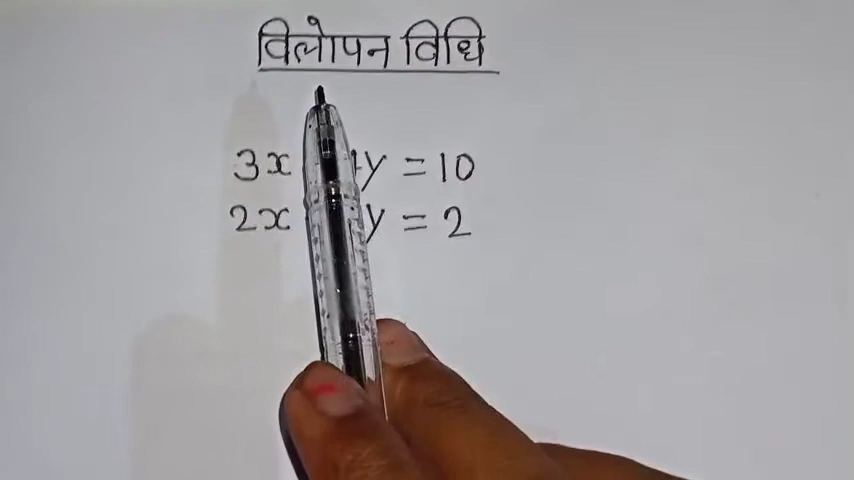 विलोपन विधि
3x y = 10
2x y = 2